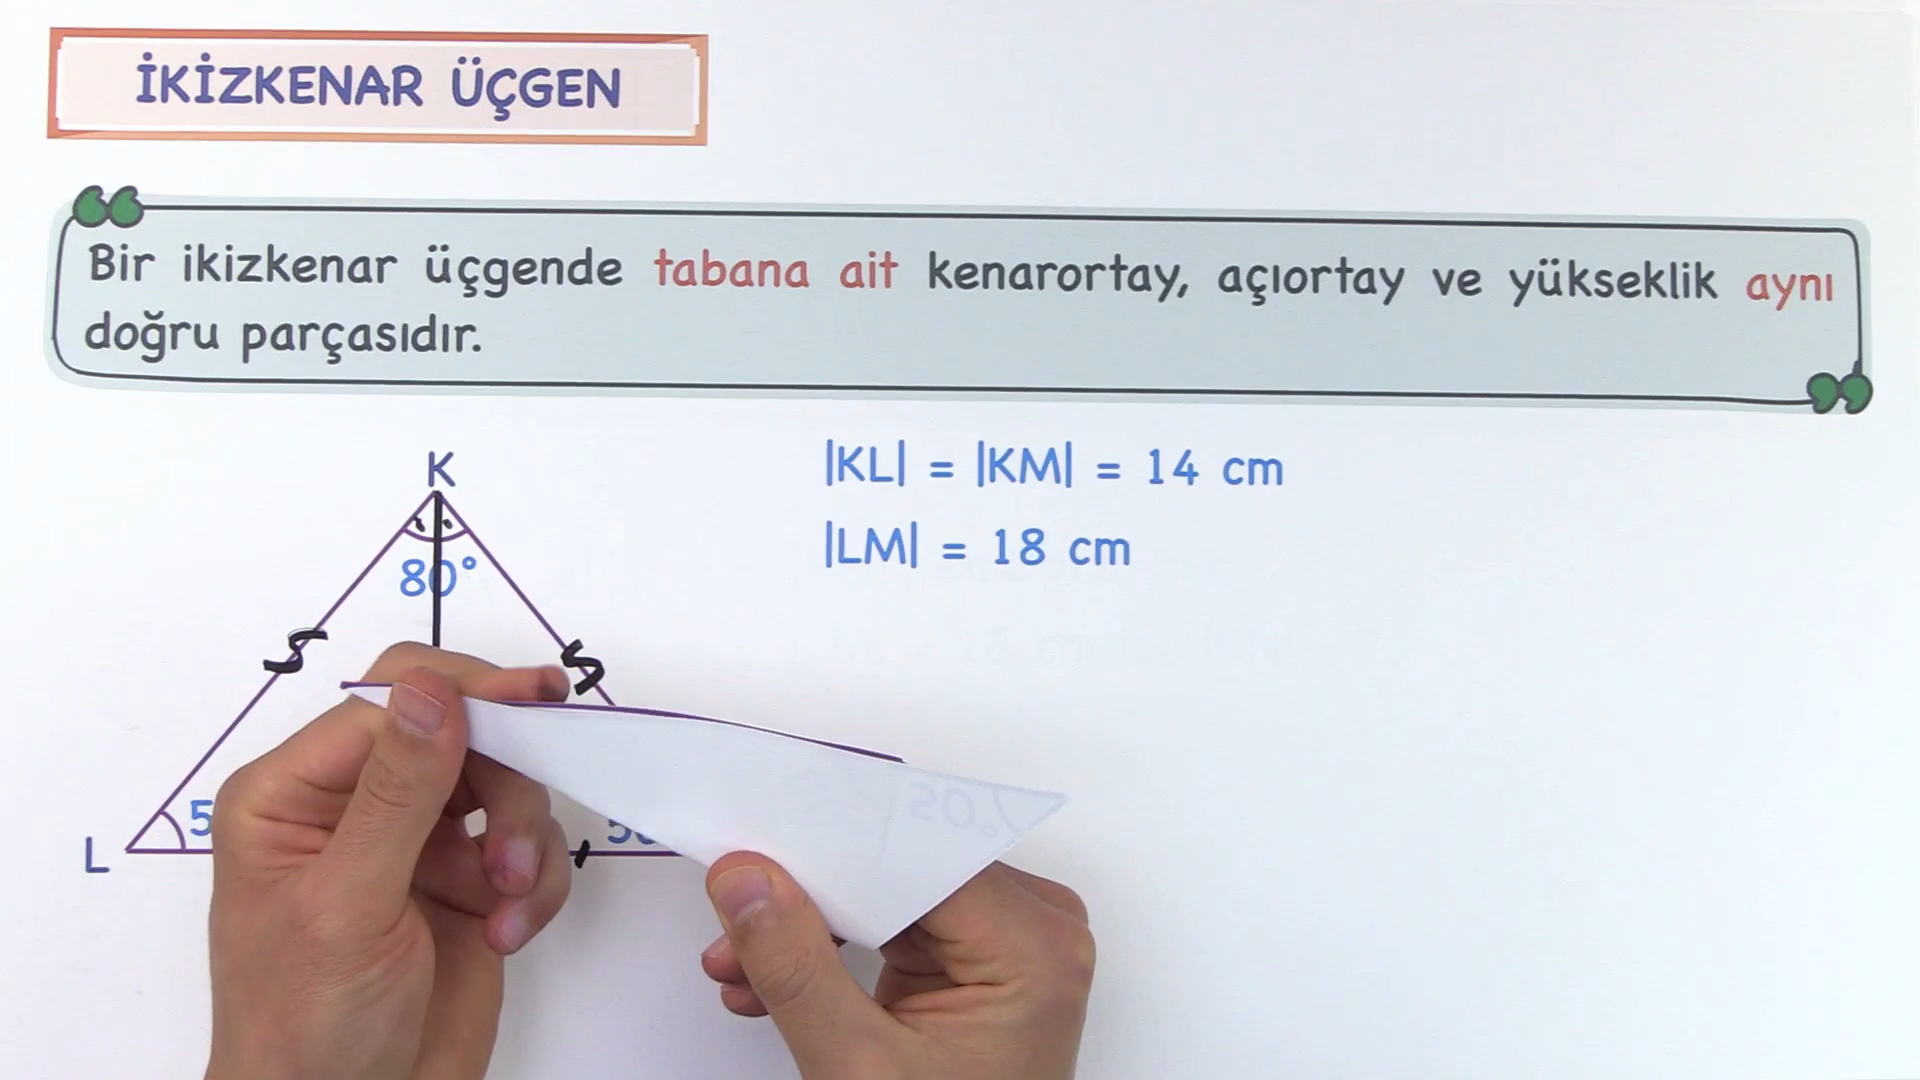 İKİZKENAR ÜÇGEN
Bir ikizkenar üçgende tabana ait kenarortay, açıortay ve yükseklik aynı
doğru parçasıdır.
K
|KL| = |KM| = 14 cm
|LM| = 18 cm
80°
50°
L